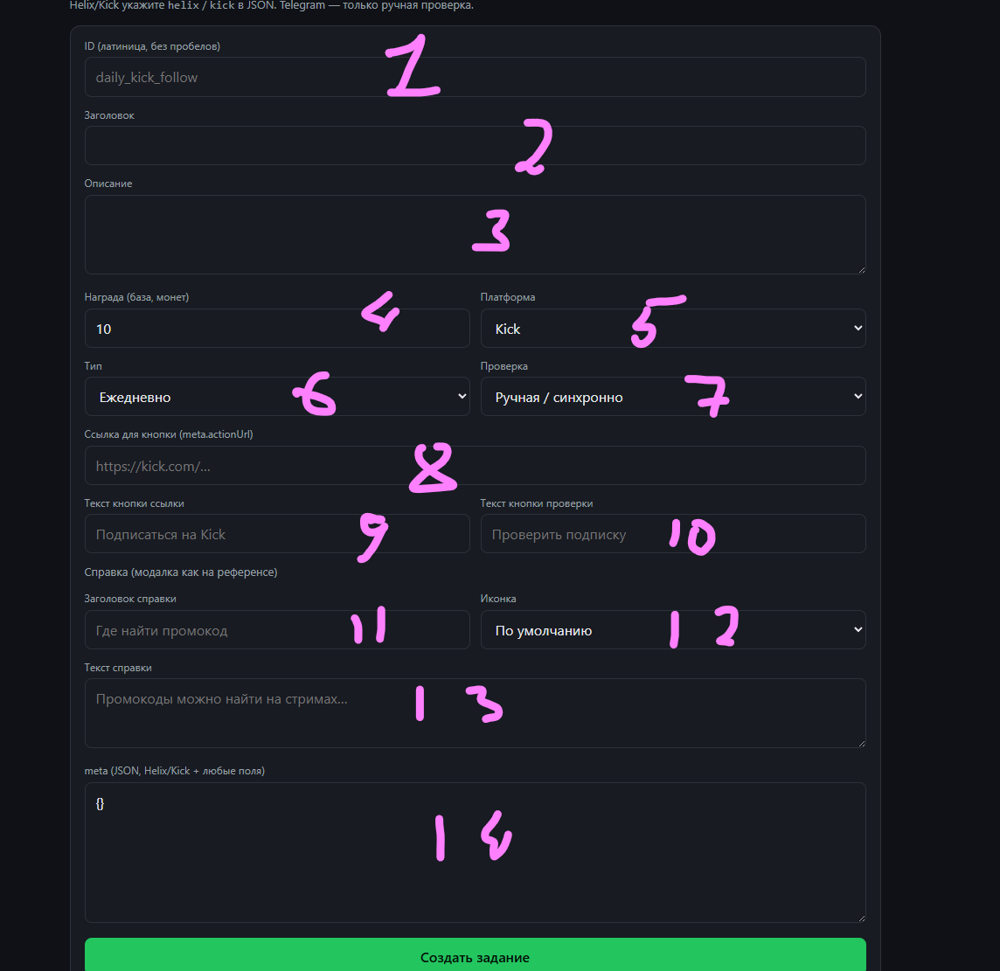 Helix/Kick укажите helix / kick в JSON. Telegram — только ручная проверка.
ID (латиница, без пробелов)
daily_kick_follow
1
Заголовок
2
Описание
3
Награда (база, монет)
10
4
Платформа
Kick
5
Тип
Ежедневно
6
Проверка
Ручная / синхронно
7
Ссылка для кнопки (meta.actionUrl)
https://kick.com/...
8
Текст кнопки ссылки
Подписаться на Kick
9
Текст кнопки проверки
Проверить подписку
10
Справка (модалка как на референсе)
Заголовок справки
Где найти промокод
11
Иконка
По умолчанию
12
Текст справки
Промокоды можно найти на стримах...
13
meta (JSON, Helix/Kick + любые поля)
{}
14
Создать задание